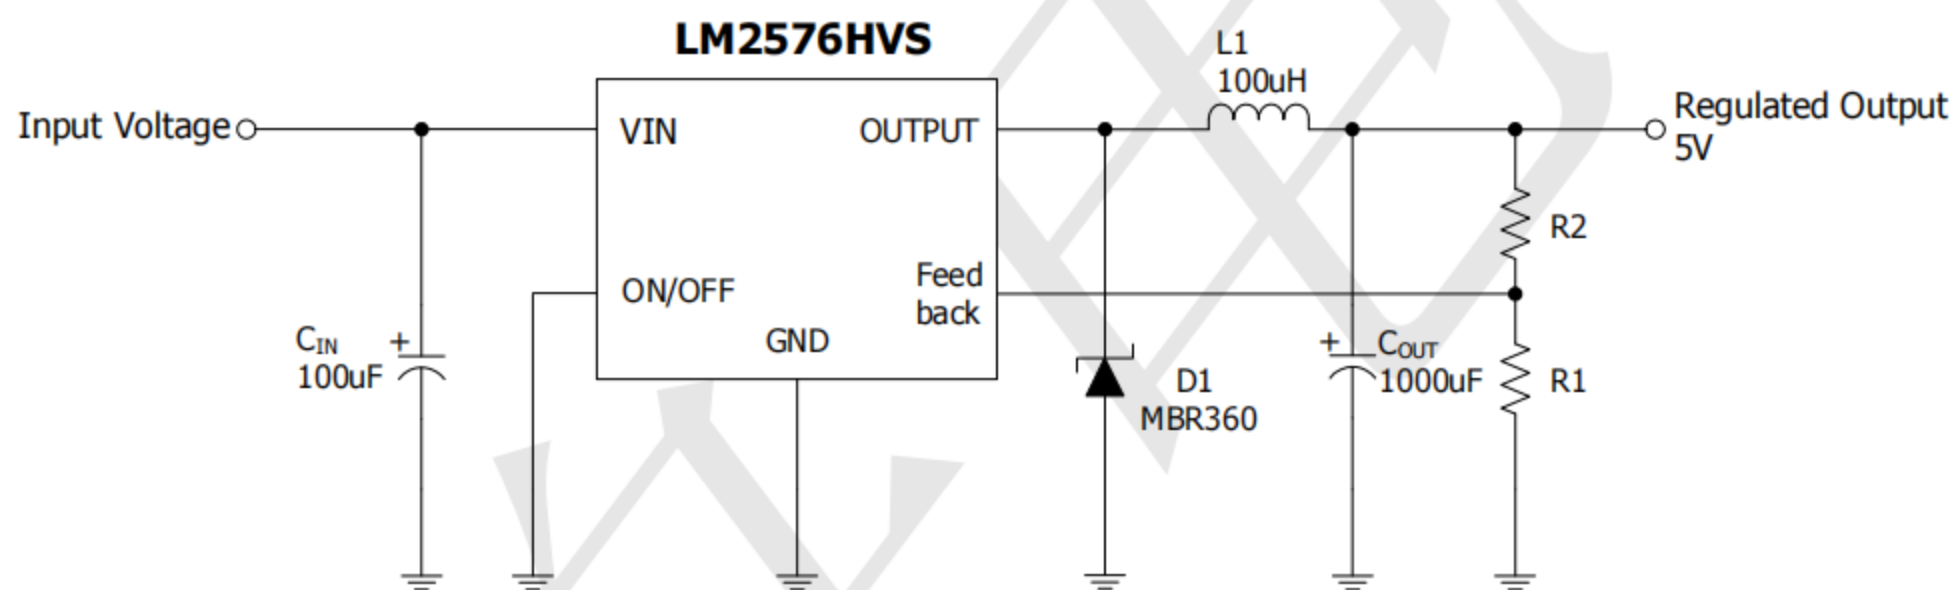 LM2576HVS
Input Voltage
VIN
OUTPUT
ON/OFF
Feed
back
GND
L1
100uH
Regulated Output
5V
R2
CIN
+
100uF
D1
MBR360
+
COUT
1000uF
R1